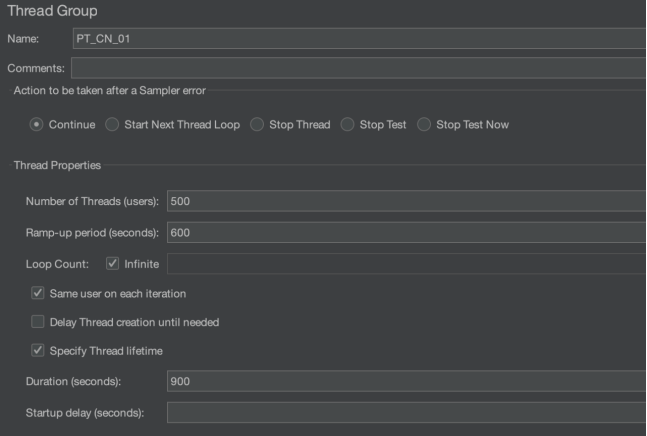 Thread Group
Name: PT_CN_01
Comments:
Action to be taken after a Sampler error
Continue Start Next Thread Loop Stop Thread Stop Test Stop Test Now
Thread Properties
Number of Threads (users): 500
Ramp-up period (seconds): 600
Loop Count: Infinite
Same user on each iteration
Delay Thread creation until needed
Specify Thread lifetime
Duration (seconds): 900
Startup delay (seconds):